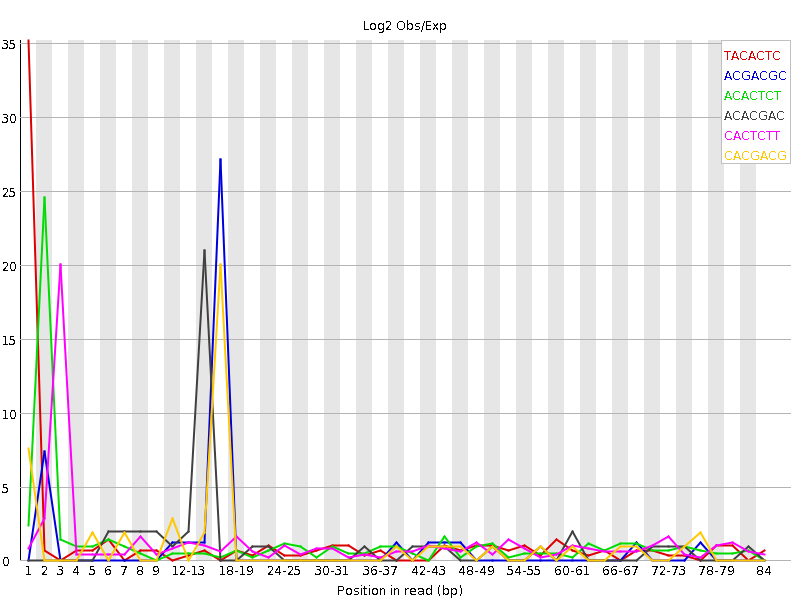 Log2 Obs/Exp
35
30
25
20
15
10
5
0
TACACTC
ACGACGC
ACACTCT
ACACGAC
CACTCTT
CACGACG
1 2 3 4 5 6 7 8 9 12-13 18-19 24-25 30-31 36-37 42-43 48-49 54-55 60-61 66-67 72-73 78-79 84
Position in read (bp)